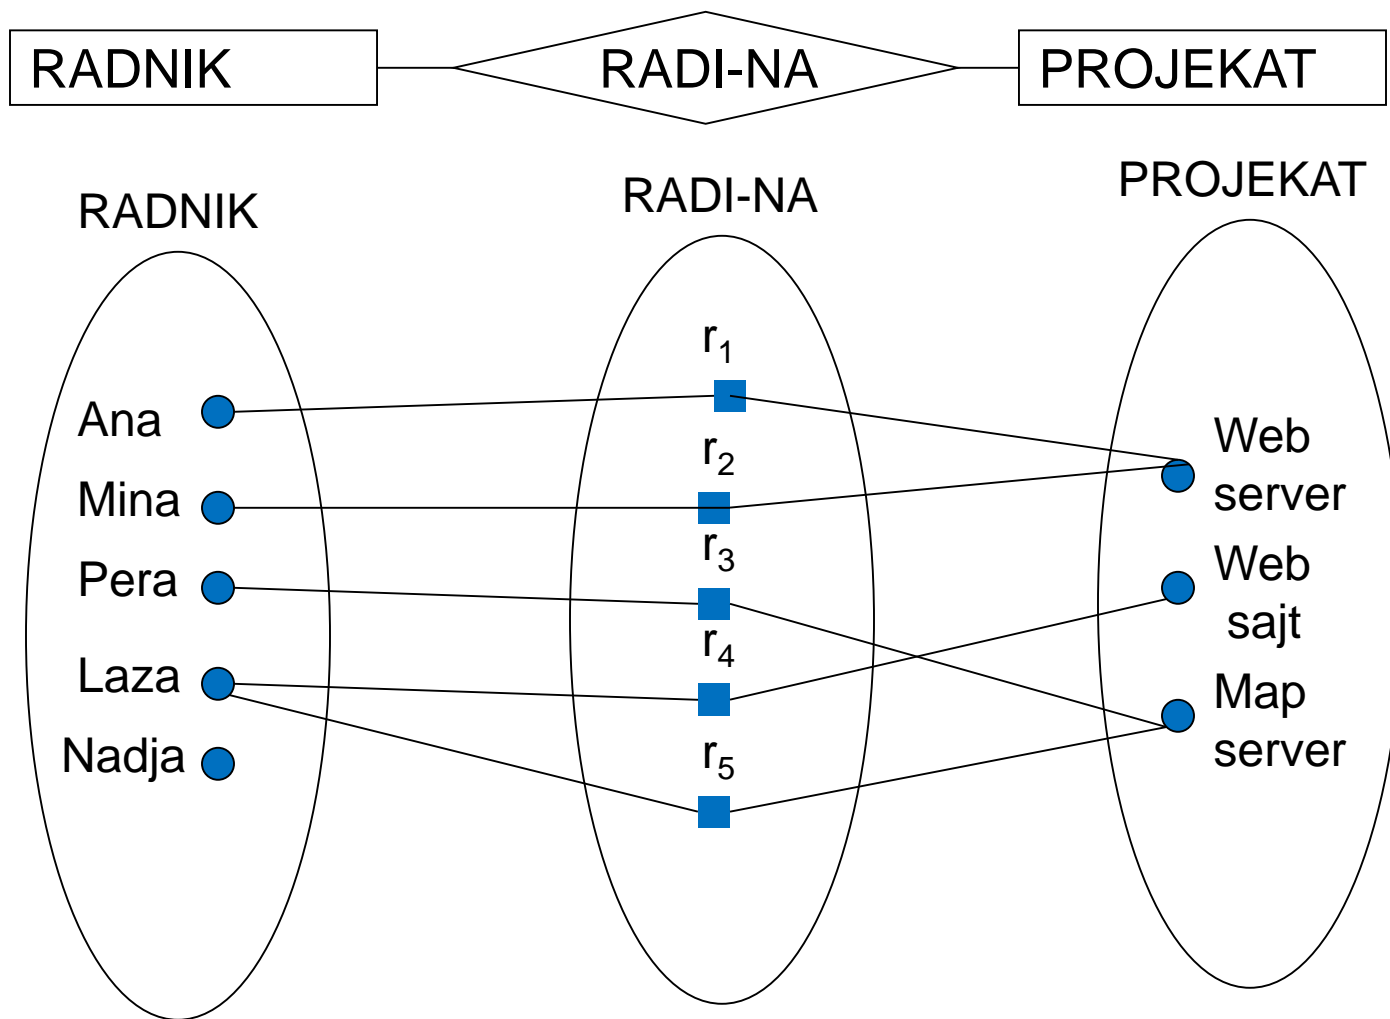 RADNIK
RADI-NA
PROJEKAT
RADNIK
RADI-NA
PROJEKAT
Ana
Mina
Pera
Laza
Nadja
r₁
r₂
r₃
r₄
r₅
Web
server
Web
sajt
Map
server